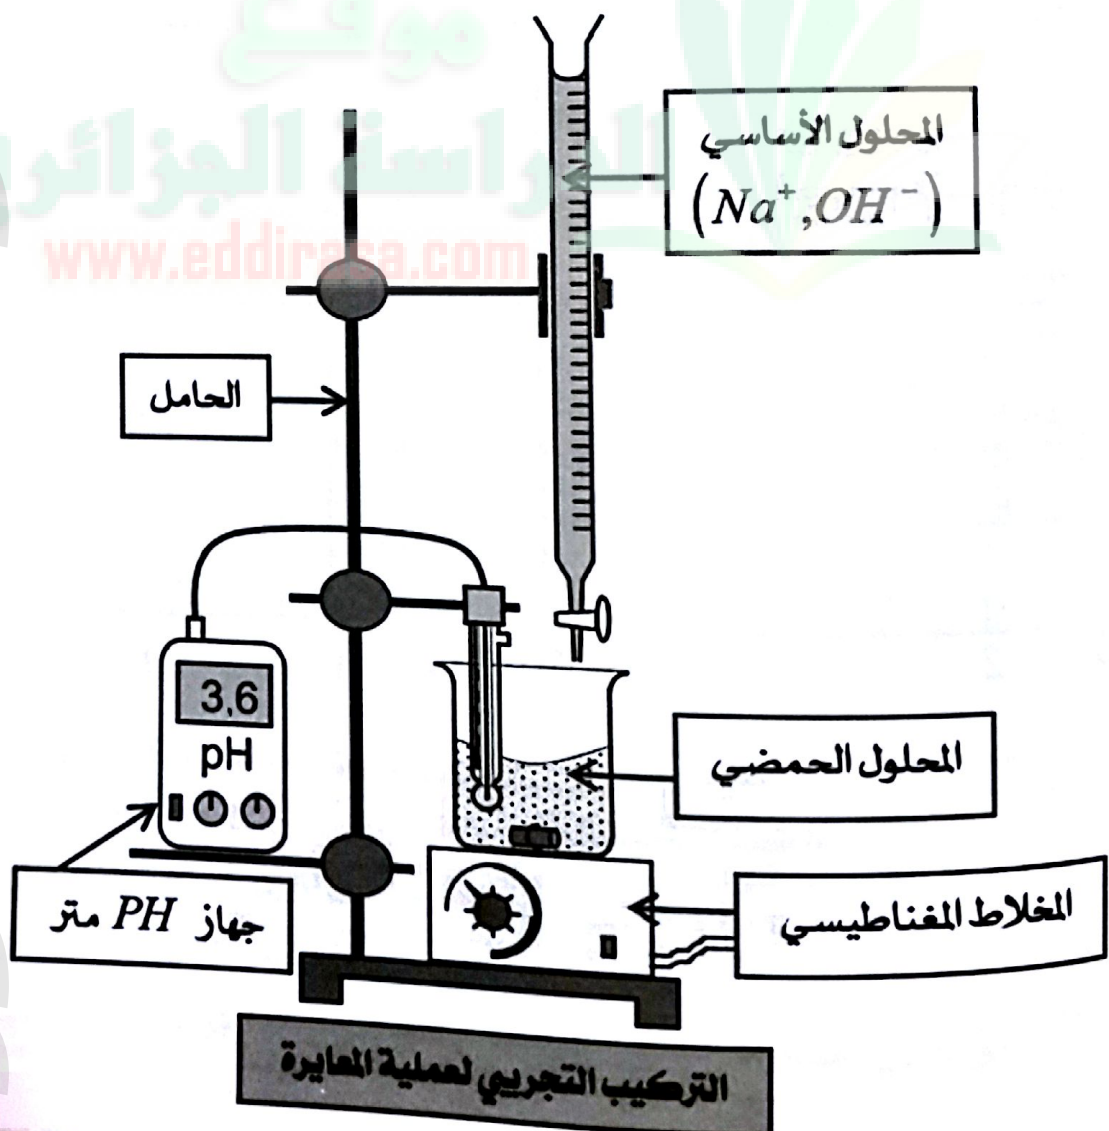 موقع
الدراسة الجزائري
www.eddirasa.com
المحلول الأساسي
(Na⁺,OH⁻)
الحامل
3,6
pH
المحلول الحمضي
جهاز PH متر
المخلاط المغناطيسي
التركيب التجريبي لعملية المعايرة